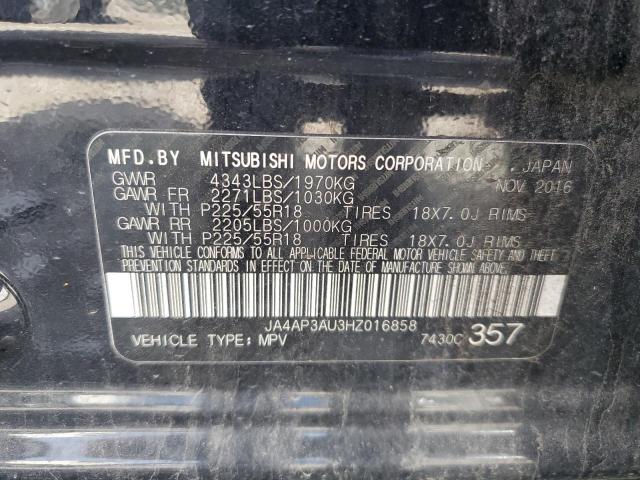 MFD.BY MITSUBISHI MOTORS CORPORATION JAPAN
GVWR 4343LBS/1970KG NOV 2016
GAWR FR 2271LBS/1030KG
WITH P225/55R18 TIRES 18X7.0J RIMS
GAWR RR 2205LBS/1000KG
WITH P225/55R18 TIRES 18X7.0J RIMS
THIS VEHICLE CONFORMS TO ALL APPLICABLE FEDERAL MOTOR VEHICLE SAFETY AND THEFT
PREVENTION STANDARDS IN EFFECT ON THE DATE OF MANUFACTURE SHOWN ABOVE.
JA4AP3AU3HZ016858
VEHICLE TYPE: MPV 7430C 357